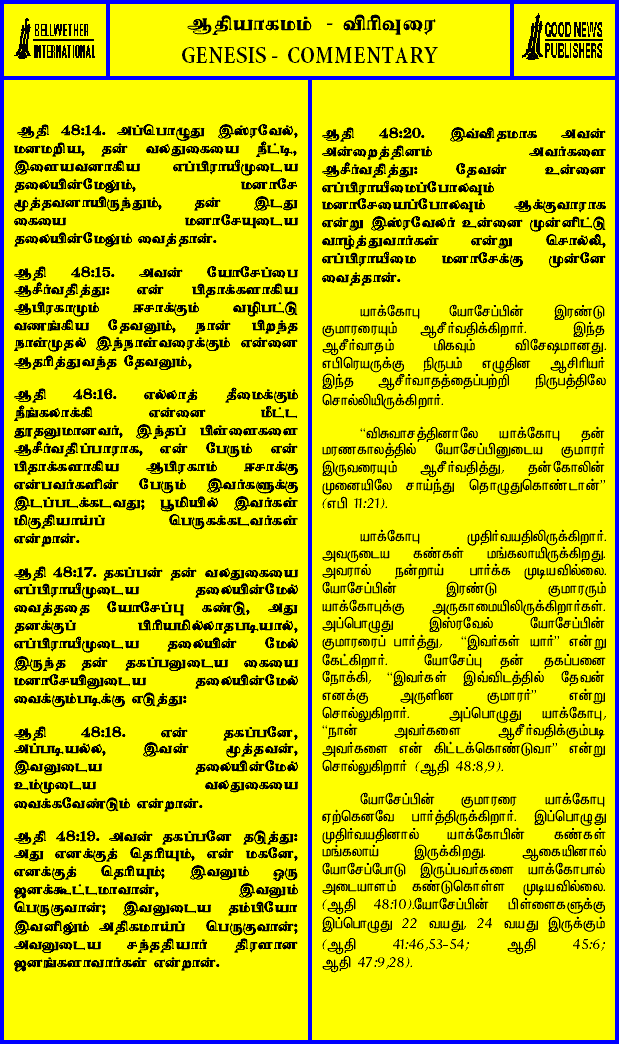 BELLWETHER
INTERNATIONAL
ஆதியாகமம் - விரிவுரை
GENESIS - COMMENTARY
GOOD NEWS
PUBLISHERS
ஆதி 48:14. அப்பொழுது இஸ்ரவேல்,
மனமறிய, தன் வலதுகையை நீட்டி,
இளையவனாகிய எப்பிராயீமுடைய
தலையின்மேலும், மனாசே
மூத்தவனாயிருந்தும், தன் இடது
கையை மனாசேயுடைய
தலையின்மேலும் வைத்தான்.
ஆதி 48:15. அவன் யோசேப்பை
ஆசீர்வதித்து: என் பிதாக்களாகிய
ஆபிரகாமும் ஈசாக்கும் வழிபட்டு
வணங்கிய தேவனும், நான் பிறந்த
நாள்முதல் இந்நாள்வரைக்கும் என்னை
ஆதரித்துவந்த தேவனும்,
ஆதி 48:16. எல்லாத் தீமைக்கும்
நீங்கலாக்கி என்னை மீட்ட
தூதனுமானவர், இந்தப் பிள்ளைகளை
ஆசீர்வதிப்பாராக, என் பேரும் என்
பிதாக்களாகிய ஆபிரகாம் ஈசாக்கு
என்பவர்களின் பேரும் இவர்களுக்கு
இடப்படக்கடவது; பூமியில் இவர்கள்
மிகுதியாய்ப் பெருகக்கடவர்கள்
என்றான்.
ஆதி 48:17. தகப்பன் தன் வலதுகையை
எப்பிராயீமுடைய தலையின்மேல்
வைத்ததை யோசேப்பு கண்டு, அது
தனக்குப் பிரியமில்லாதபடியால்,
எப்பிராயீமுடைய தலையின் மேல்
இருந்த தன் தகப்பனுடைய கையை
மனாசேயினுடைய தலையின்மேல்
வைக்கும்படிக்கு எடுத்து:
ஆதி 48:18. என் தகப்பனே,
அப்படியல்ல, இவன் மூத்தவன்,
இவனுடைய தலையின்மேல்
உம்முடைய வலதுகையை
வைக்கவேண்டும் என்றான்.
ஆதி 48:19. அவன் தகப்பனே தடுத்து:
அது எனக்குத் தெரியும், என் மகனே,
எனக்குத் தெரியும்; இவனும் ஒரு
ஜனக்கூட்டமாவான், இவனும்
பெருகுவான்; இவனுடைய தம்பியோ
இவனிலும் அதிகமாய்ப் பெருகுவான்;
அவனுடைய சந்ததியார் திரளான
ஜனங்களாவார்கள் என்றான்.
ஆதி 48:20. இவ்விதமாக அவன்
அன்றைத்தினம் அவர்களை
ஆசீர்வதித்து: தேவன் உன்னை
எப்பிராயீமைப்போலவும்
மனாசேயைப்போலவும் ஆக்குவாராக
என்று இஸ்ரவேலர் உன்னை முன்னிட்டு
வாழ்த்துவார்கள் என்று சொல்லி,
எப்பிராயீமை மனாசேக்கு முன்னே
வைத்தான்.
யாக்கோபு யோசேப்பின் இரண்டு
குமாரரையும் ஆசீர்வதிக்கிறார். இந்த
ஆசீர்வாதம் மிகவும் விசேஷமானது.
எபிரெயருக்கு நிருபம் எழுதின ஆசிரியர்
இந்த ஆசீர்வாதத்தைப்பற்றி நிருபத்திலே
சொல்லியிருக்கிறார்.
“விசுவாசத்தினாலே யாக்கோபு தன்
மரணகாலத்தில் யோசேப்பினுடைய குமாரர்
இருவரையும் ஆசீர்வதித்து, தன்கோலின்
முனையிலே சாய்ந்து தொழுதுகொண்டான்”
(எபி 11:21).
யாக்கோபு முதிர்வயதிலிருக்கிறார்.
அவருடைய கண்கள் மங்கலாயிருக்கிறது.
அவரால் நன்றாய் பார்க்க முடியவில்லை.
யோசேப்பின் இரண்டு குமாரரும்
யாக்கோபுக்கு அருகாமையிலிருக்கிறார்கள்.
அப்பொழுது இஸ்ரவேல் யோசேப்பின்
குமாரரைப் பார்த்து, “இவர்கள் யார்” என்று
கேட்கிறார். யோசேப்பு தன் தகப்பனை
நோக்கி, “இவர்கள் இவ்விடத்தில் தேவன்
எனக்கு அருளின குமாரர்” என்று
சொல்லுகிறார். அப்பொழுது யாக்கோபு,
“நான் அவர்களை ஆசீர்வதிக்கும்படி
அவர்களை என் கிட்டக்கொண்டுவா” என்று
சொல்லுகிறார் (ஆதி 48:8,9).
யோசேப்பின் குமாரரை யாக்கோபு
ஏற்கெனவே பார்த்திருக்கிறார். இப்பொழுது
முதிர்வயதினால் யாக்கோபின் கண்கள்
மங்கலாய் இருக்கிறது. ஆகையினால்
யோசேப்போடு இருப்பவர்களை யாக்கோபால்
அடையாளம் கண்டுகொள்ள முடியவில்லை.
(ஆதி 48:10).யோசேப்பின் பிள்ளைகளுக்கு
இப்பொழுது 22 வயது, 24 வயது இருக்கும்
(ஆதி 41:46,53-54; ஆதி 45:6;
ஆதி 47:9,28).